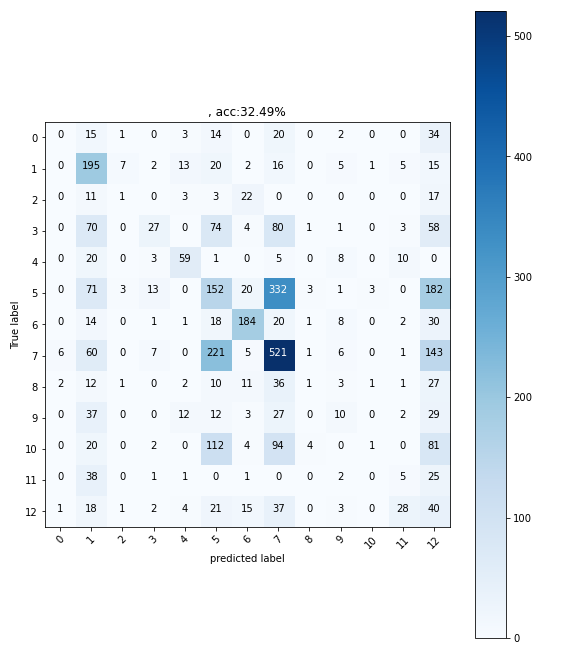 , acc:32.49%
True label
0 0 15 1 0 3 14 0 20 0 2 0 0 34
1 0 195 7 2 13 20 2 16 0 5 1 5 15
2 0 11 1 0 3 3 22 0 0 0 0 0 17
3 0 70 0 27 0 74 4 80 1 1 0 3 58
4 0 20 0 3 59 1 0 5 0 8 0 10 0
5 0 71 3 13 0 152 20 332 3 1 3 0 182
6 0 14 0 1 1 18 184 20 1 8 0 2 30
7 6 60 0 7 0 221 5 521 1 6 0 1 143
8 2 12 1 0 2 10 11 36 1 3 1 1 27
9 0 37 0 0 12 12 3 27 0 10 0 2 29
10 0 20 0 2 0 112 4 94 4 0 1 0 81
11 0 38 0 1 1 0 1 0 0 2 0 5 25
12 1 18 1 2 4 21 15 37 0 3 0 28 40
0 1 2 3 4 5 6 7 8 9 10 11 12
predicted label
500
400
300
200
100
0